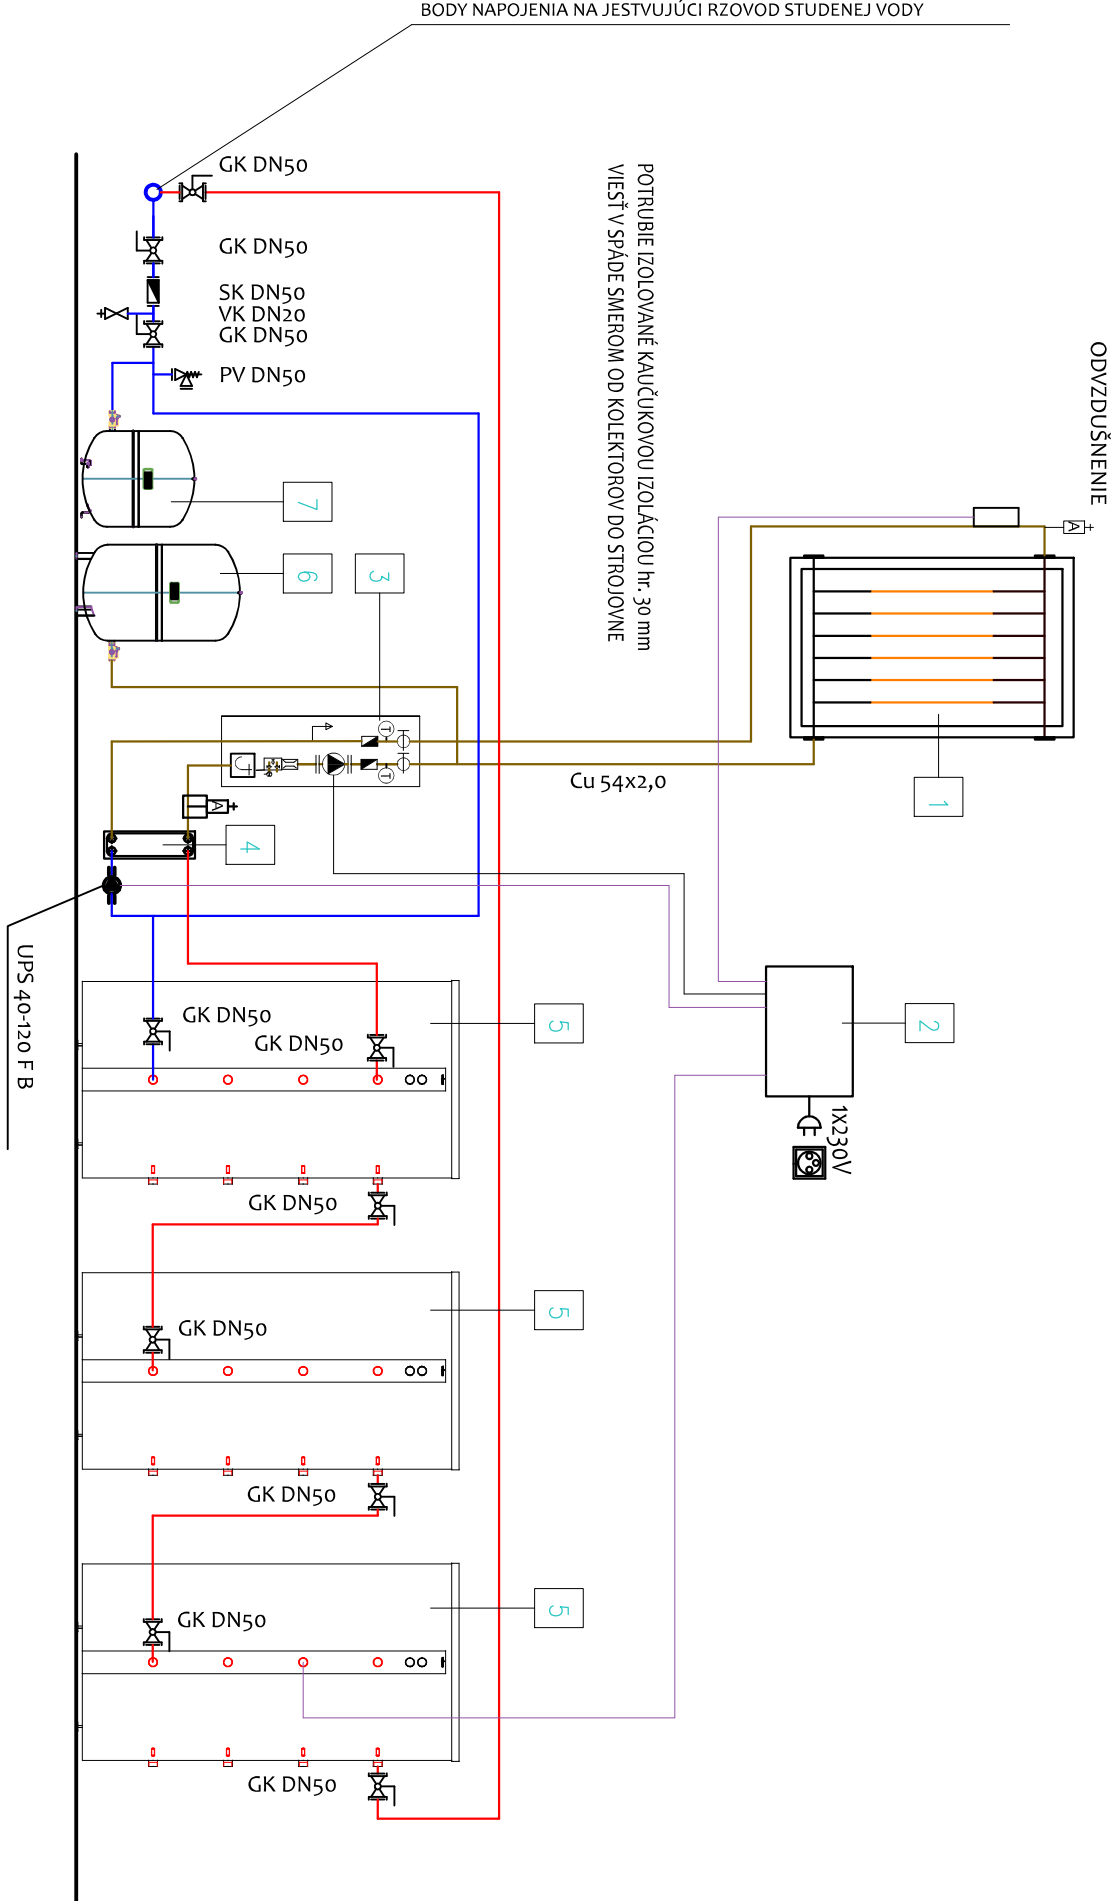 BODY NAPOJENIA NA JESTVUJÚCI RZOVOD STUDENEJ VODY
GK DN50
GK DN50
SK DN50
VK DN20
GK DN50
PV DN50
POTRUBIE IZOLOVANÉ KAUČUKOVOU IZOLÁCIOU hr. 30 mm
VIESŤ V SPÁDE SMEROM OD KOLEKTOROV DO STROJOVNE
ODVZDUŠNENIE
A
7
6
3
T
T
Cu 54x2,0
1
A
4
UPS 40-120 F B
2
1x230V
GK DN50
GK DN50
5
GK DN50
5
GK DN50
GK DN50
5
GK DN50
GK DN50